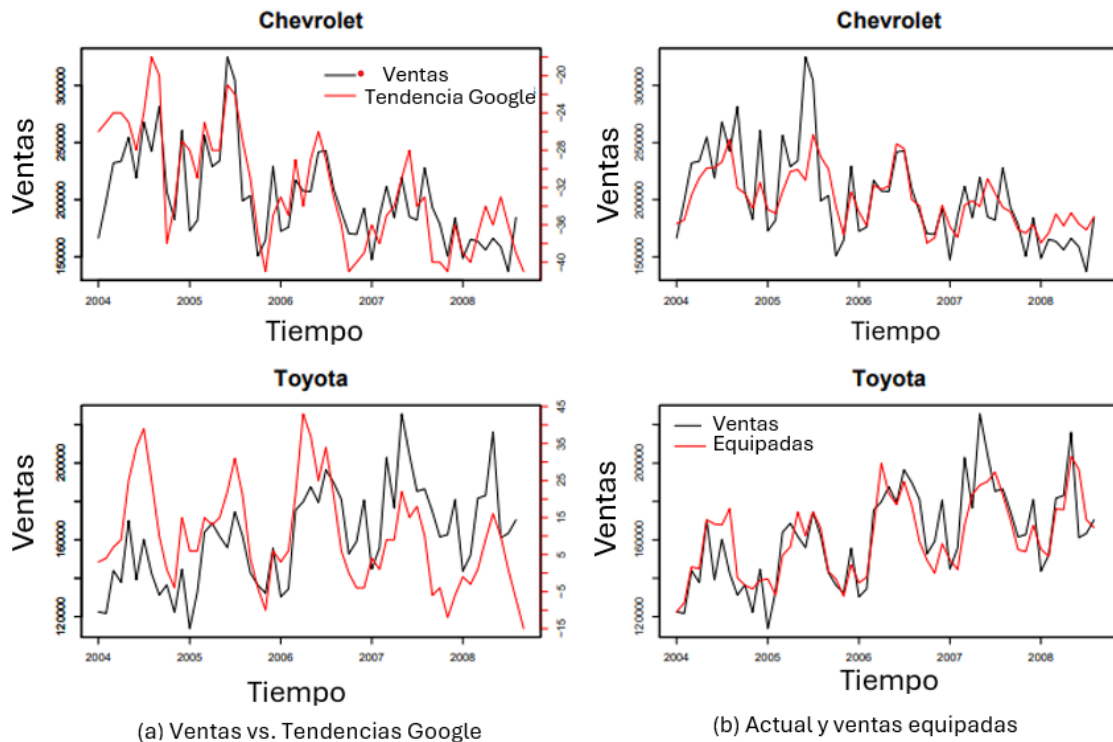 Chevrolet
Ventas
300000
250000
200000
150000
Ventas
Tendencia Google
-20
-24
-28
-32
-36
-40
2004 2005 2006 2007 2008
Tiempo
Chevrolet
Ventas
300000
250000
200000
150000
2004 2005 2006 2007 2008
Tiempo
Toyota
Ventas
200000
160000
120000
45
35
25
15
5
-5
-15
2004 2005 2006 2007 2008
Tiempo
(a) Ventas vs. Tendencias Google
Toyota
Ventas
200000
160000
120000
Ventas
Equipadas
2004 2005 2006 2007 2008
Tiempo
(b) Actual y ventas equipadas